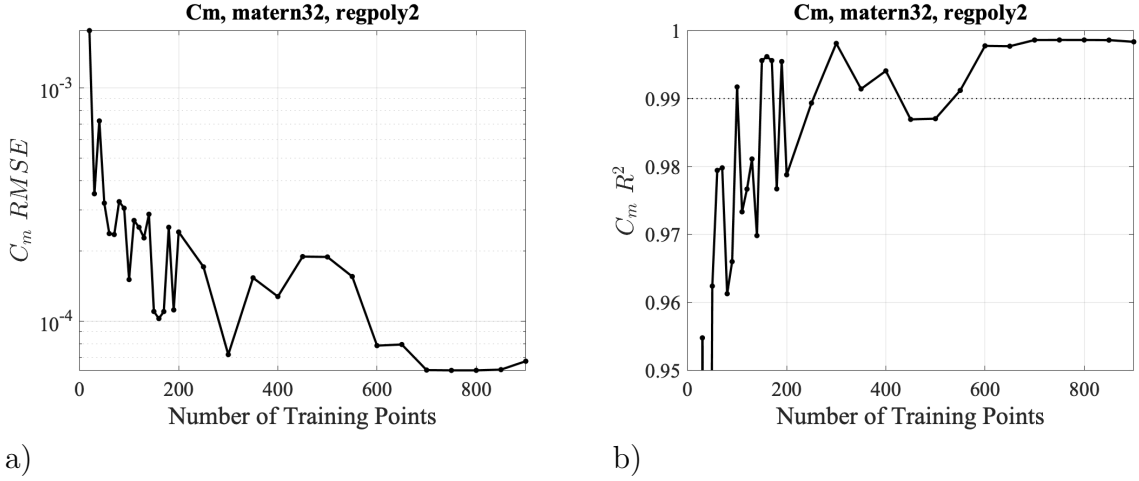 Cm, matern32, regpoly2
10^-3
10^-4
C_m RMSE
0 200 400 600 800
Number of Training Points
a)
Cm, matern32, regpoly2
1
0.99
0.98
0.97
0.96
0.95
C_m R^2
0 200 400 600 800
Number of Training Points
b)